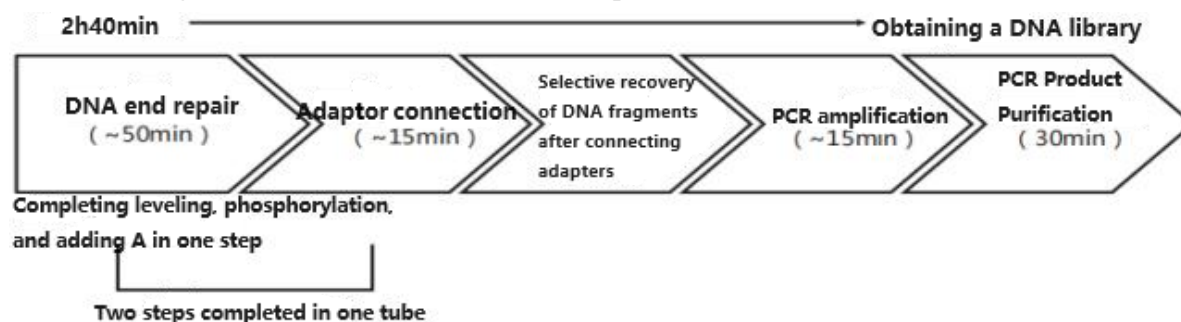 2h40min
Obtaining a DNA library
DNA end repair
( ~50min )
Adaptor connection
( ~15min )
Selective recovery
of DNA fragments
after connecting
adapters
PCR amplification
( ~15min )
PCR Product
Purification
( 30min )
Completing leveling, phosphorylation,
and adding A in one step
Two steps completed in one tube